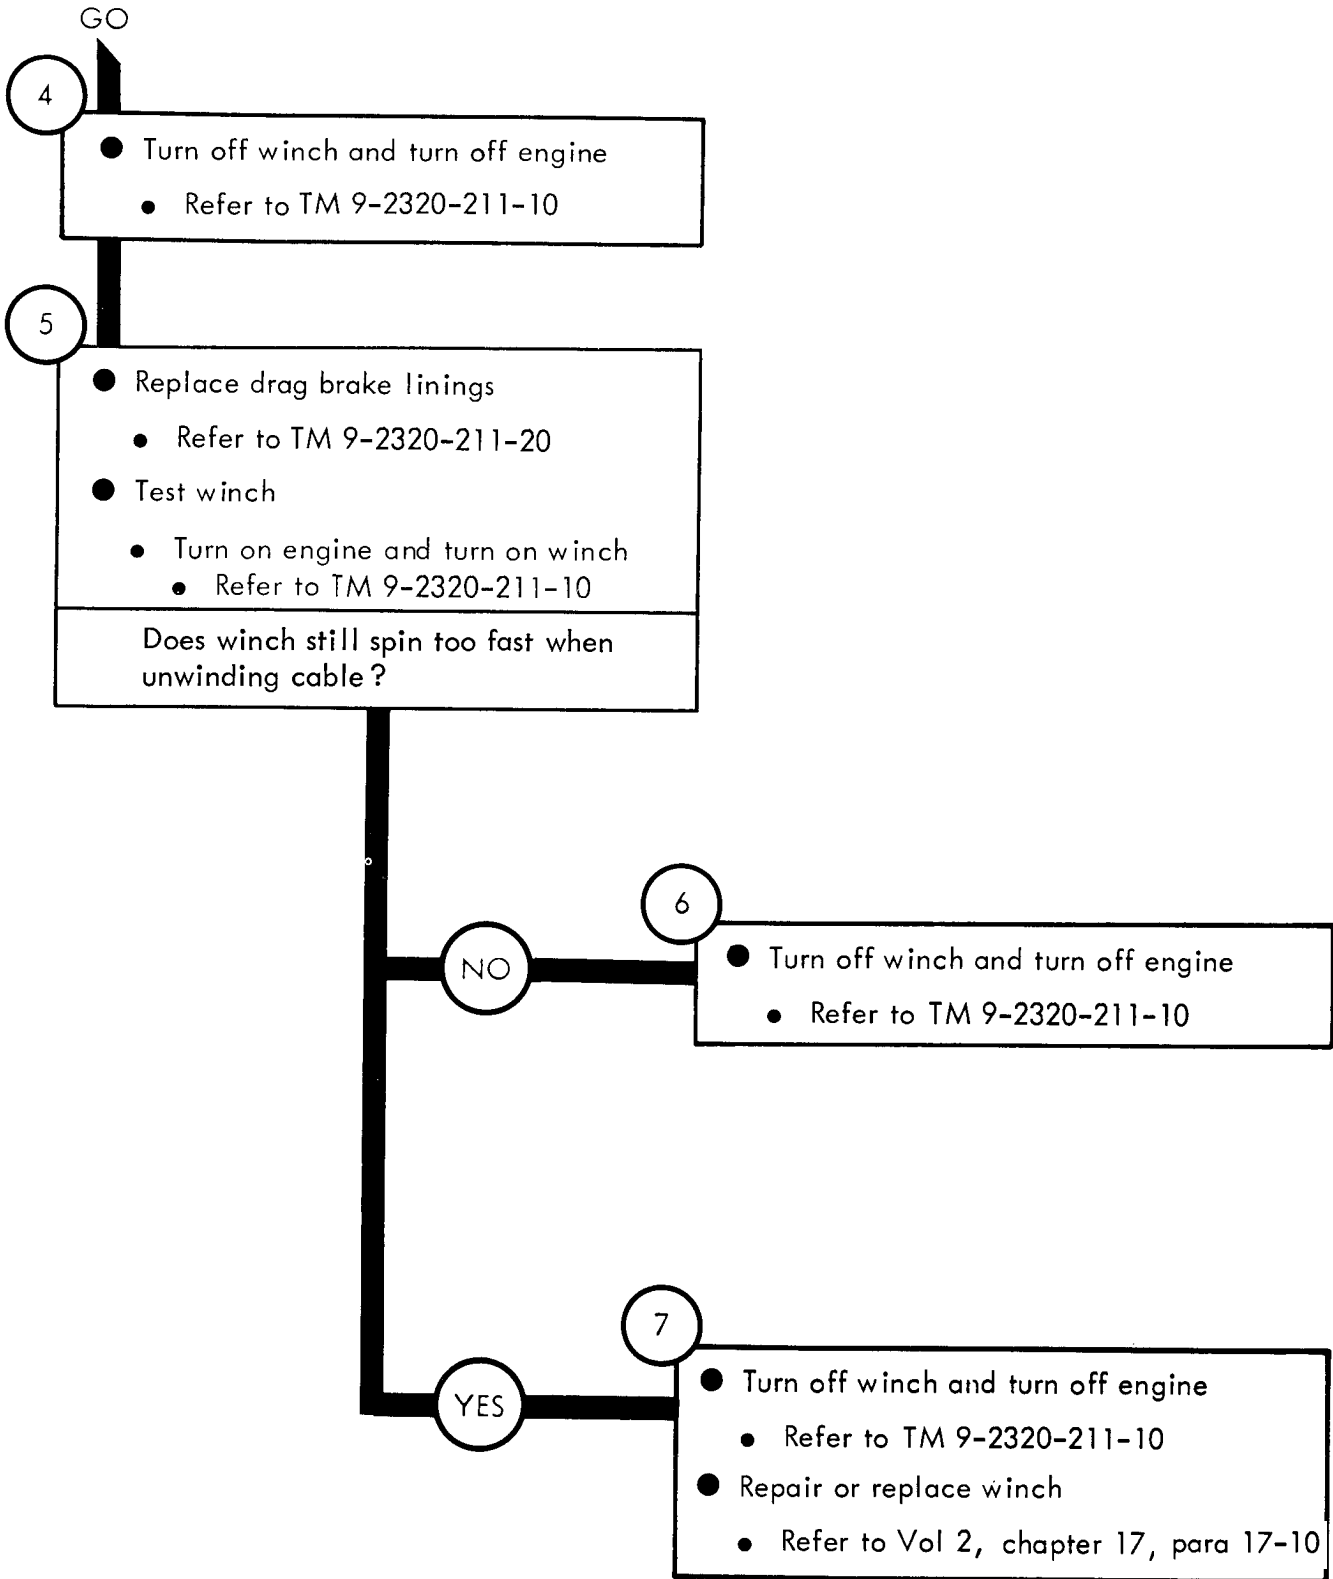 GO
4
● Turn off winch and turn off engine
● Refer to TM 9-2320-211-10
5
● Replace drag brake linings
● Refer to TM 9-2320-211-20
● Test winch
● Turn on engine and turn on winch
● Refer to TM 9-2320-211-10
Does winch still spin too fast when
unwinding cable?
NO
6
● Turn off winch and turn off engine
● Refer to TM 9-2320-211-10
YES
7
● Turn off winch and turn off engine
● Refer to TM 9-2320-211-10
● Repair or replace winch
● Refer to Vol 2, chapter 17, para 17-10